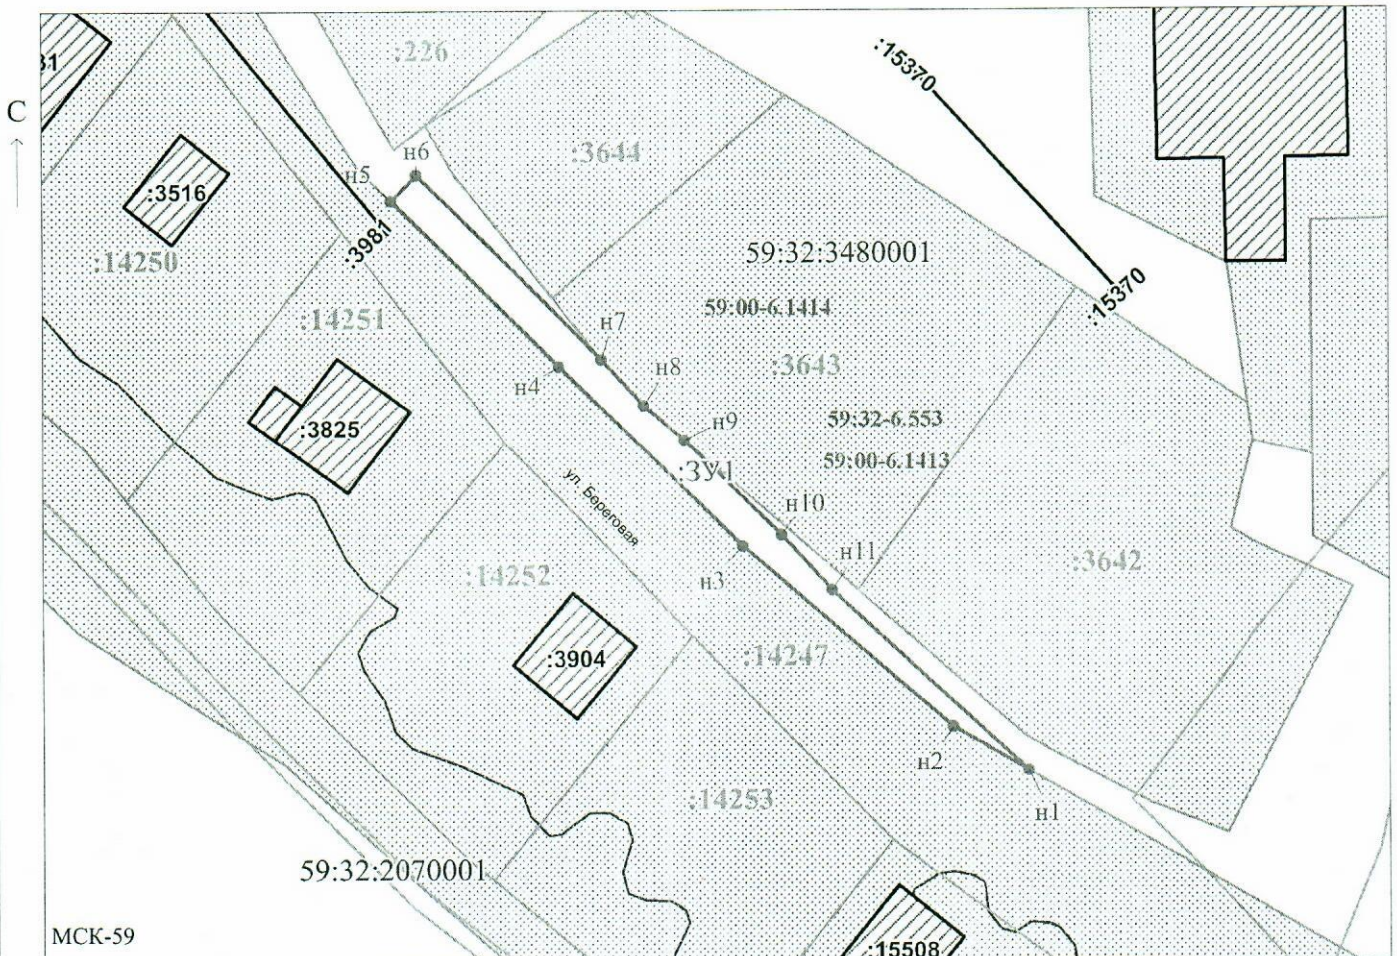 :226
:15370
31
С
:3644
н6
н5
:3516
59:32:3480001
:3981
:14250
:15370
59:00-6.1414
:14251
н7
:3643
н8
н4
59:32-6.553
н9
:3825
59:00-6.1413
:ЗУ1
ул. Береговая
н10
н11
:3642
:14252
н3
:14247
:3904
н2
:14253
н1
59:32:2070001
МСК-59
:15508